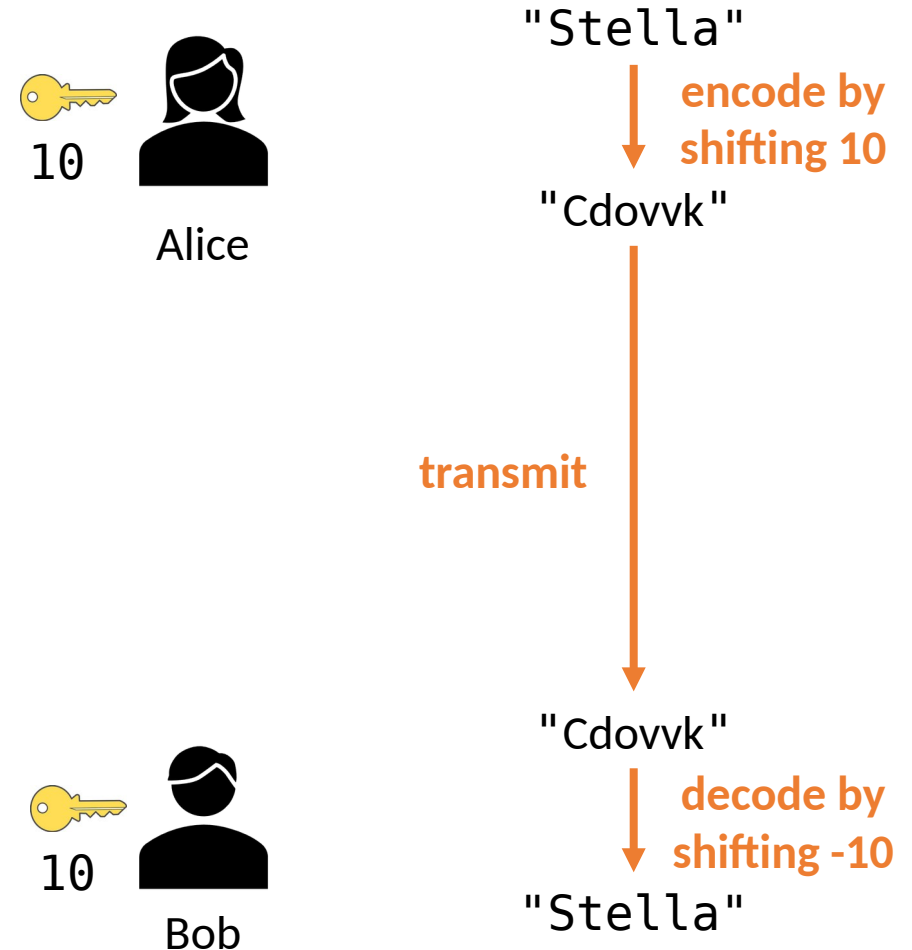 "Stella"
encode by
shifting 10
10
"Cdovvk"
Alice
transmit
"Cdovvk"
decode by
shifting -10
10
"Stella"
Bob